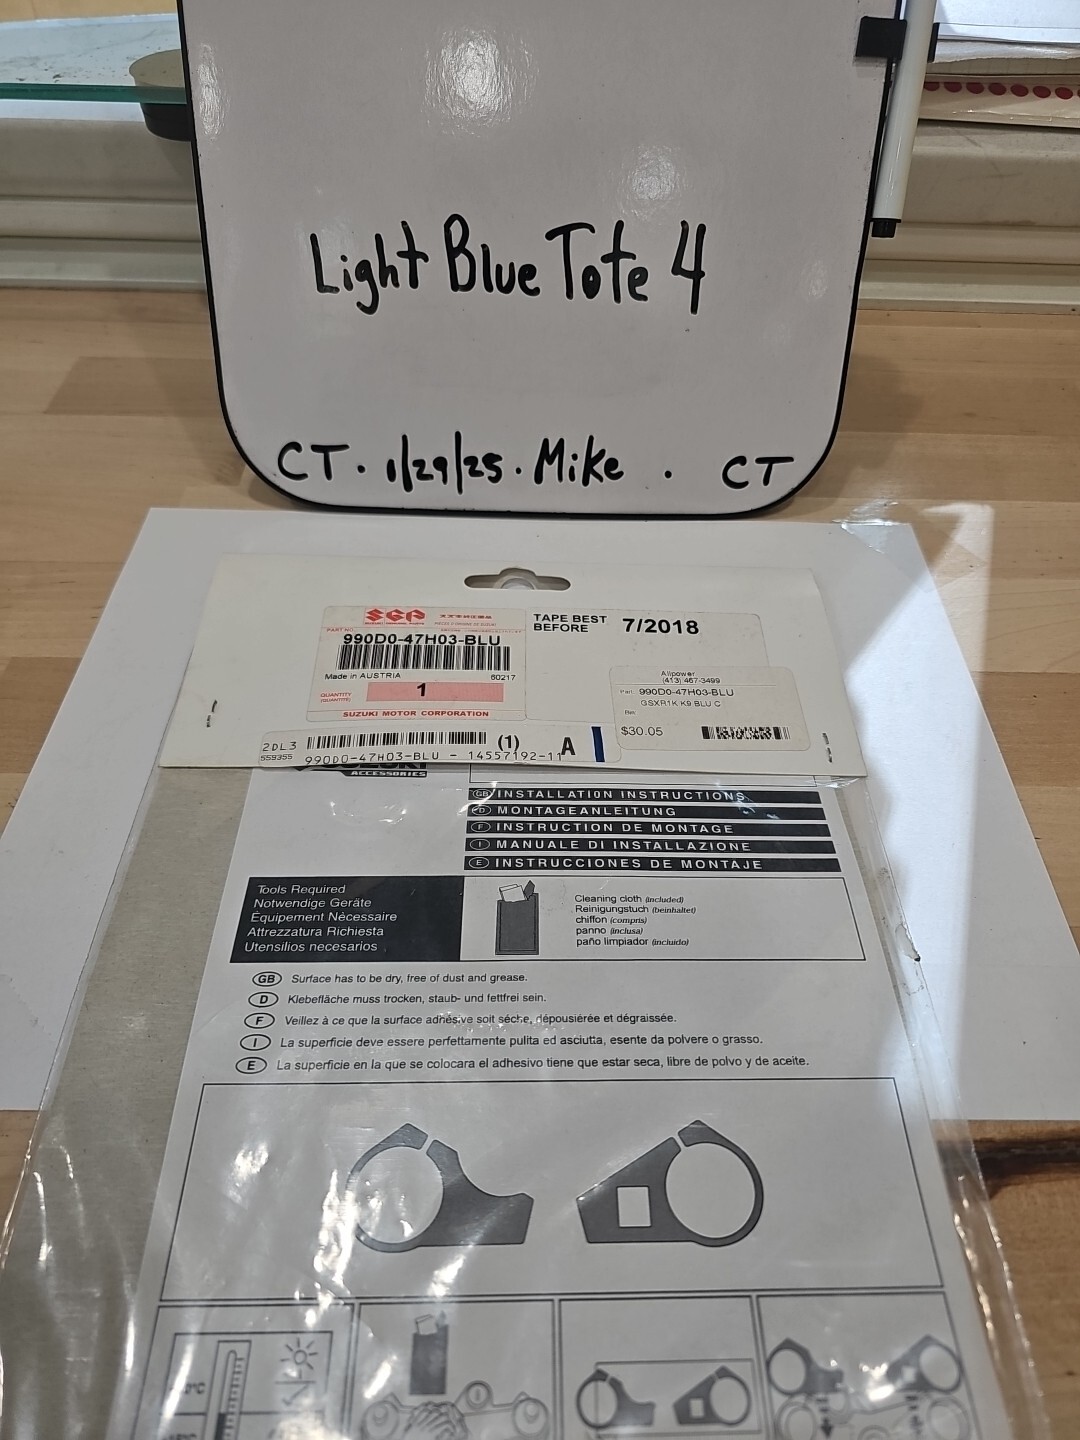 Light Blue Tote 4
CT. 1/29/25. Mike . CT
SGP
PART NO.
990D0-47H03-BLU
Made in AUSTRIA 60217
QUANTITY
1
SUZUKI MOTOR CORPORATION
TAPE BEST
BEFORE 7/2018
Allpower
(413) 467-3499
Part: 990D0-47H03-BLU
GSXR1K K9 BLU C
$30.05
2DL3 (1) A
559355 990D0-47H03-BLU - 14557192-11
SUZUKI
ACCESSORIES
GB INSTALLATION INSTRUCTIONS
D MONTAGEANLEITUNG
F INSTRUCTION DE MONTAGE
I MANUALE DI INSTALLAZIONE
E INSTRUCCIONES DE MONTAJE
Tools Required
Notwendige Geräte
Équipement Nècessaire
Attrezzatura Richiesta
Utensilios necesarios
Cleaning cloth (included)
Reinigungstuch (beinhaltet)
chiffon (compris)
panno (inclusa)
paño limpiador (incluido)
GB Surface has to be dry, free of dust and grease.
D Klebefläche muss trocken, staub- und fettfrei sein.
F Veillez à ce que la surface adhésive soit séche, dépousiérée et dégraissée.
I La superficie deve essere perfettamente pulita ed asciutta, esente da polvere o grasso.
E La superficie en la que se colocara el adhesivo tiene que estar seca, libre de polvo y de aceite.